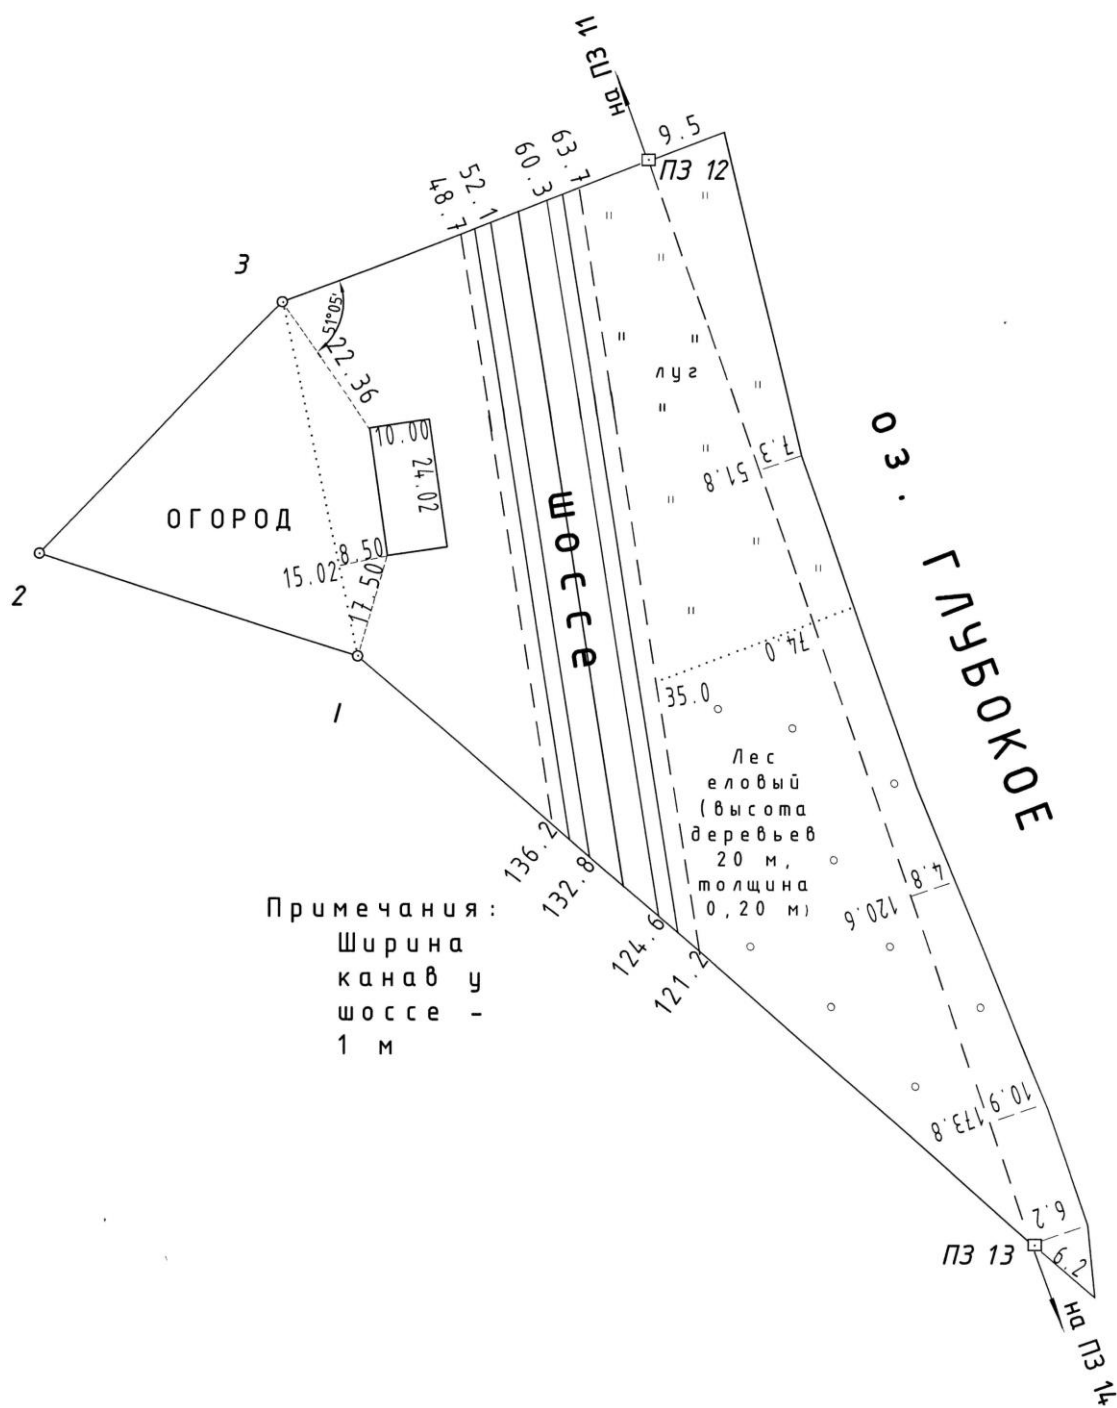 на ПЗ 11
9.5
ПЗ 12
63.7
60.3
52.1
48.7
3
51°05'
22.36
10.00
24.02
луг
ОГОРОД
8.50
15.02
17.50
2
1
шоссе
7.3
51.8
74.0
35.0
оз. ГЛУБОКОЕ
Лес
еловый
(высота
деревьев
20 м,
толщина
0,20 м)
4.8
120.6
136.2
132.8
124.6
121.2
Примечания:
Ширина
канав у
шоссе -
1 м
10.9
173.8
6.2
ПЗ 13
на ПЗ 14